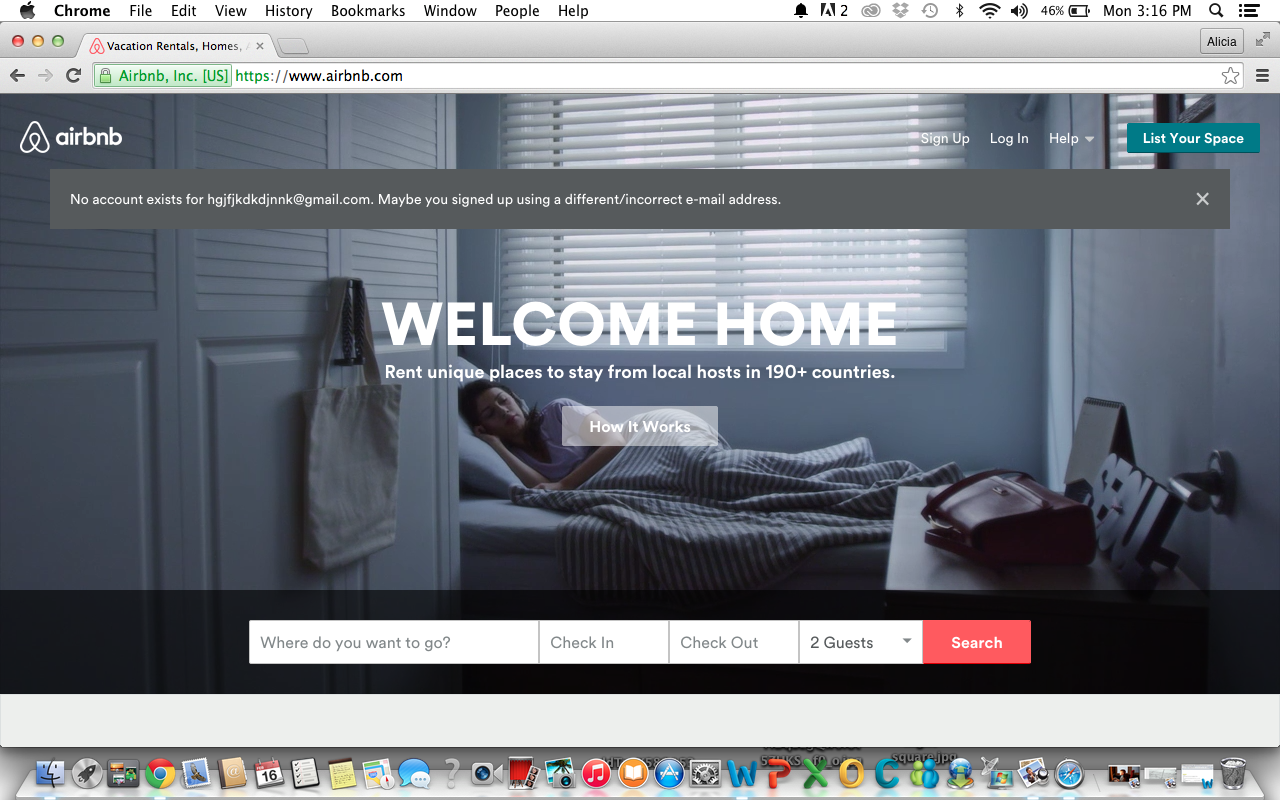 Chrome File Edit View History Bookmarks Window People Help 2 46% Mon 3:16 PM
Vacation Rentals, Homes, A
Alicia
Airbnb, Inc. [US] https://www.airbnb.com
airbnb
Sign Up Log In Help List Your Space
No account exists for hgjfjkdkdjnnk@gmail.com. Maybe you signed up using a different/incorrect e-mail address.
WELCOME HOME
Rent unique places to stay from local hosts in 190+ countries.
How It Works
Where do you want to go? Check In Check Out 2 Guests Search
square.jpg
FEB
16